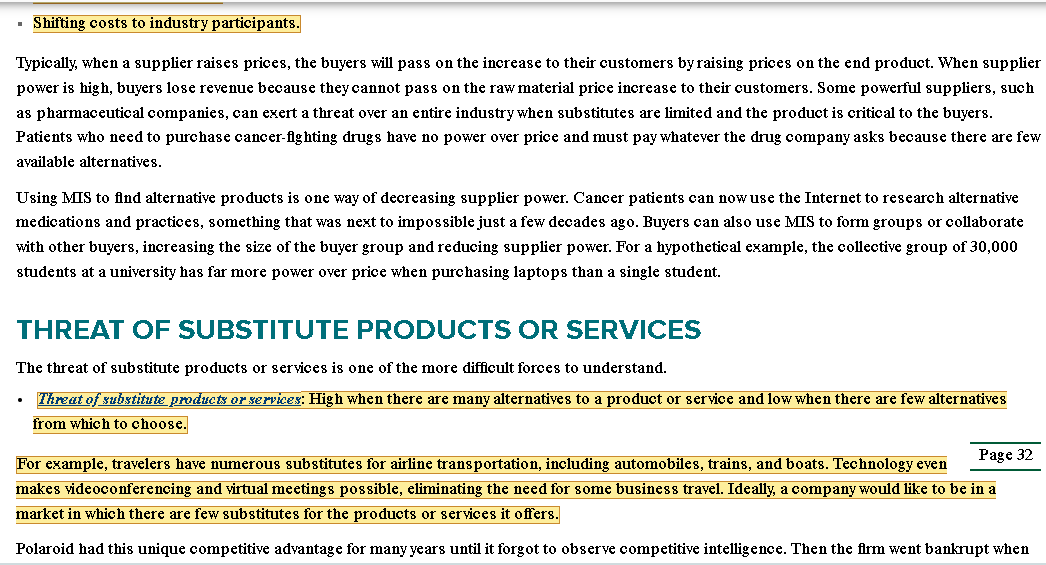 ▪ Shifting costs to industry participants.
Typically, when a supplier raises prices, the buyers will pass on the increase to their customers by raising prices on the end product. When supplier
power is high, buyers lose revenue because they cannot pass on the raw material price increase to their customers. Some powerful suppliers, such
as pharmaceutical companies, can exert a threat over an entire industry when substitutes are limited and the product is critical to the buyers.
Patients who need to purchase cancer-fighting drugs have no power over price and must pay whatever the drug company asks because there are few
available alternatives.
Using MIS to find alternative products is one way of decreasing supplier power. Cancer patients can now use the Internet to research alternative
medications and practices, something that was next to impossible just a few decades ago. Buyers can also use MIS to form groups or collaborate
with other buyers, increasing the size of the buyer group and reducing supplier power. For a hypothetical example, the collective group of 30,000
students at a university has far more power over price when purchasing laptops than a single student.
THREAT OF SUBSTITUTE PRODUCTS OR SERVICES
The threat of substitute products or services is one of the more difficult forces to understand.
• Threat of substitute products or services: High when there are many alternatives to a product or service and low when there are few alternatives
from which to choose.
Page 32
For example, travelers have numerous substitutes for airline transportation, including automobiles, trains, and boats. Technology even
makes videoconferencing and virtual meetings possible, eliminating the need for some business travel. Ideally, a company would like to be in a
market in which there are few substitutes for the products or services it offers.
Polaroid had this unique competitive advantage for many years until it forgot to observe competitive intelligence. Then the firm went bankrupt when